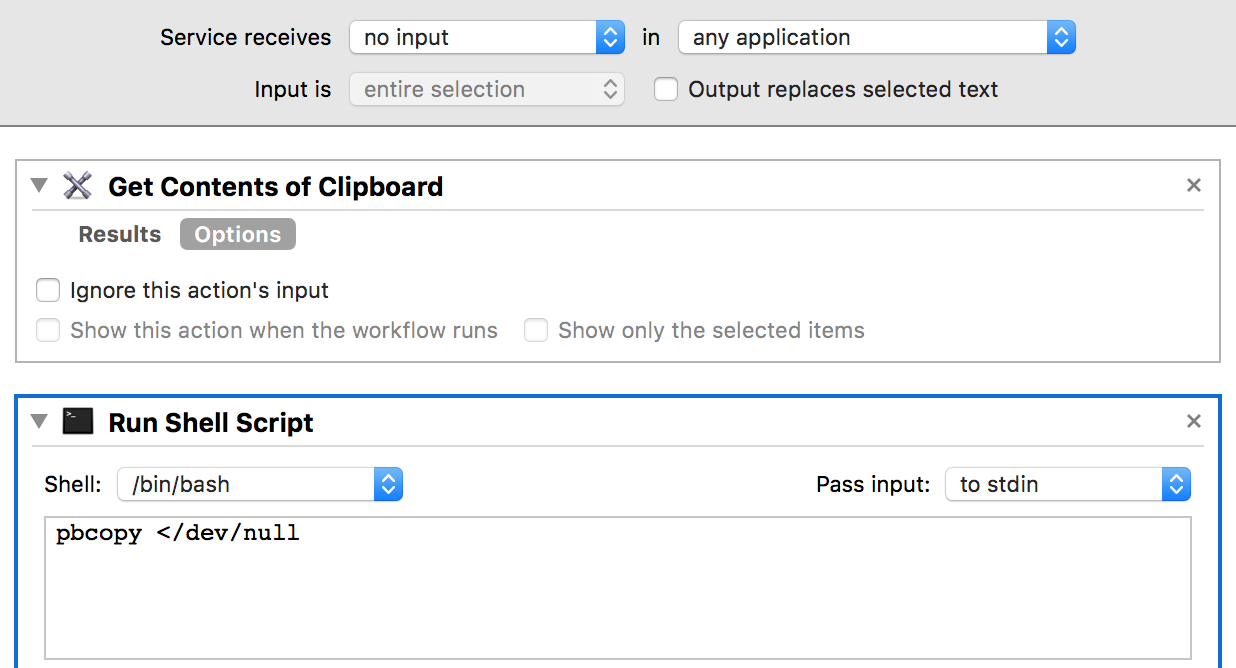 Service receives no input in any application
Input is entire selection Output replaces selected text
Get Contents of Clipboard
Results Options
Ignore this action's input
Show this action when the workflow runs Show only the selected items
>_
Run Shell Script
Shell: /bin/bash Pass input: to stdin
pbcopy </dev/null